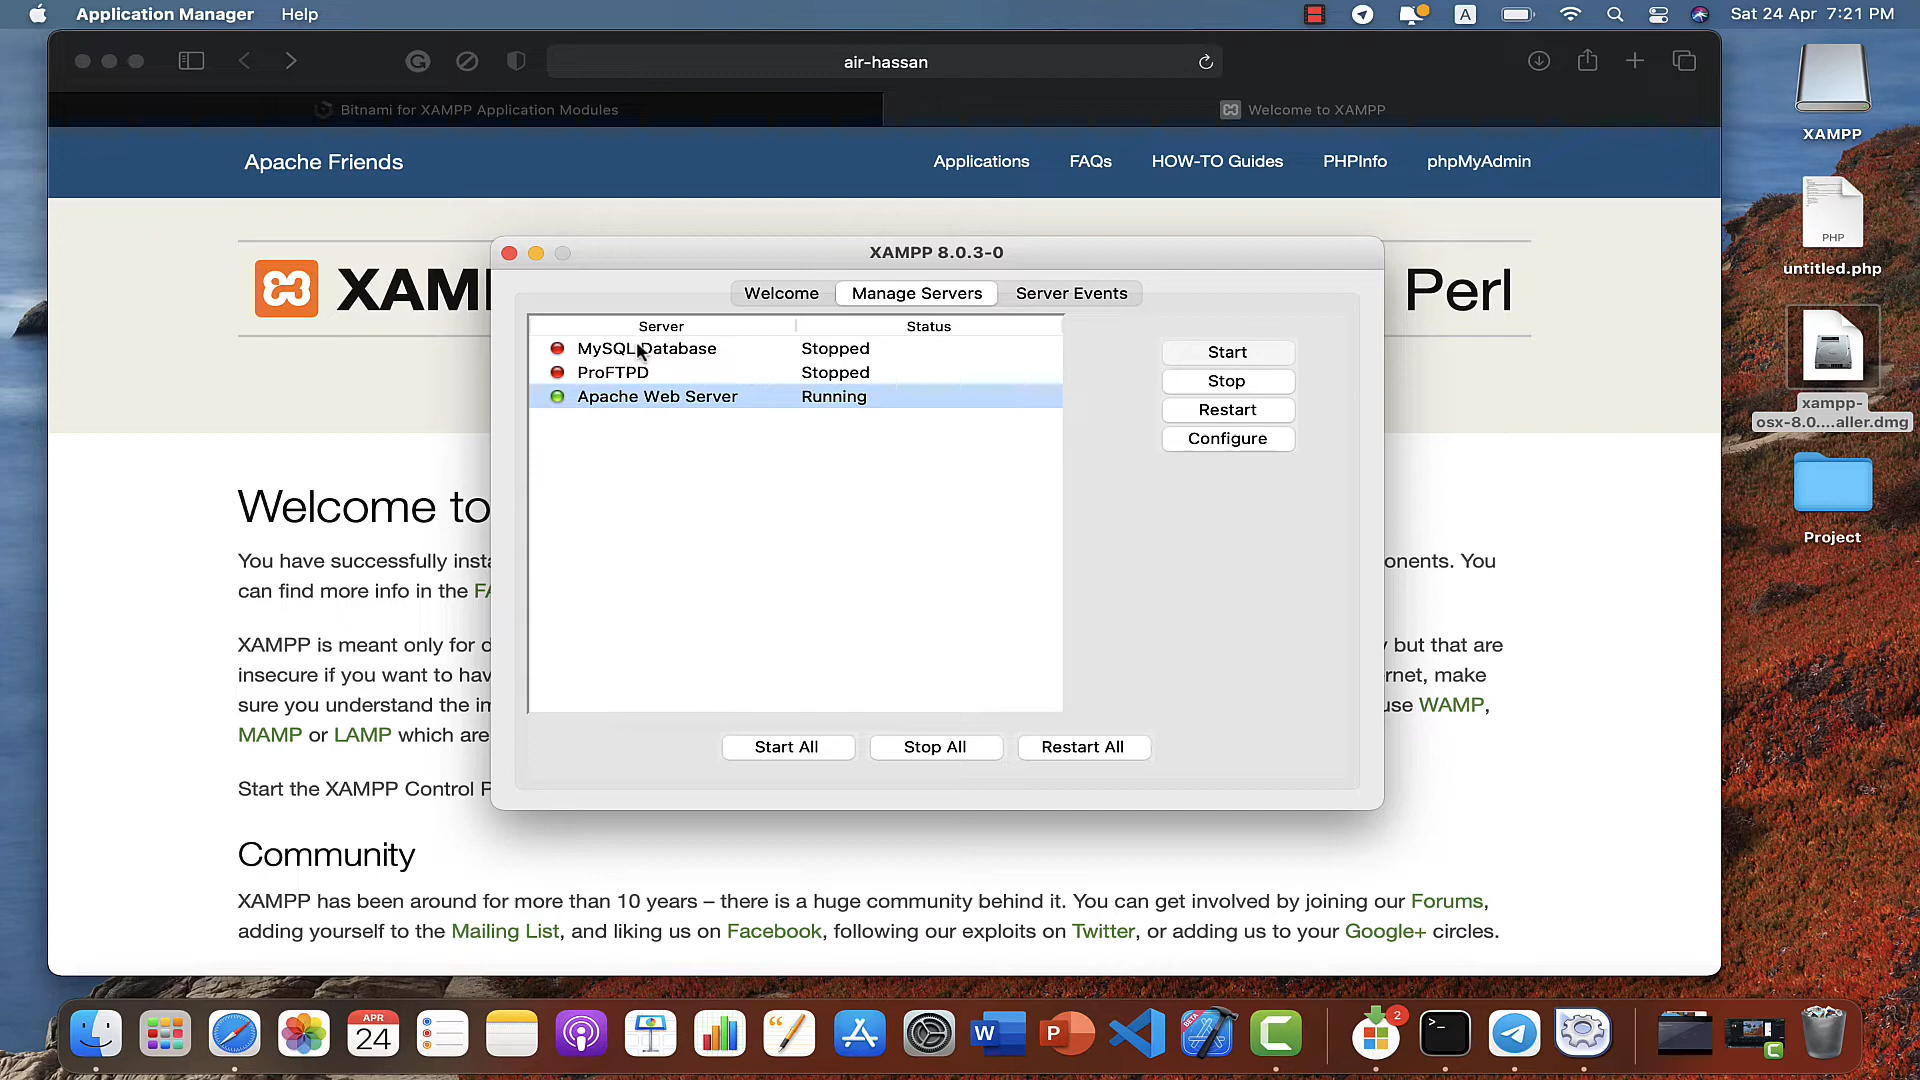 Application Manager Help
A
Sat 24 Apr 7:21 PM
air-hassan
Bitnami for XAMPP Application Modules
Welcome to XAMPP
Apache Friends
Applications FAQs HOW-TO Guides PHPInfo phpMyAdmin
XAMPP
PHP
untitled.php
xampp-
osx-8.0....aller.dmg
Project
XAM
Perl
XAMPP 8.0.3-0
Welcome Manage Servers Server Events
Server Status
MySQL Database Stopped
ProFTPD Stopped
Apache Web Server Running
Start
Stop
Restart
Configure
Start All Stop All Restart All
Welcome to
You have successfully insta
onents. You
can find more info in the FA
XAMPP is meant only for d
but that are
insecure if you want to hav
rnet, make
sure you understand the in
use WAMP,
MAMP or LAMP which are
Start the XAMPP Control P
Community
XAMPP has been around for more than 10 years – there is a huge community behind it. You can get involved by joining our Forums,
adding yourself to the Mailing List, and liking us on Facebook, following our exploits on Twitter, or adding us to your Google+ circles.
APR
24
W
P
BETA
2
C